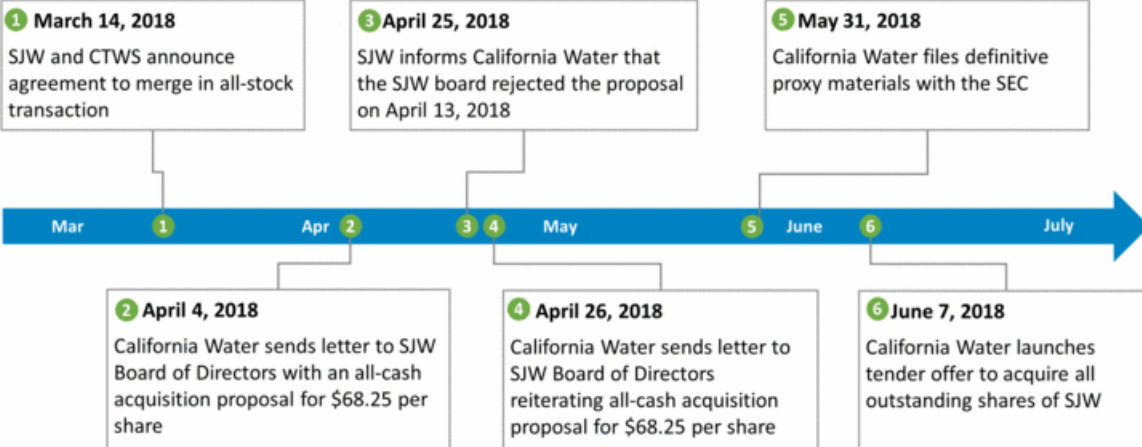 1 March 14, 2018
SJW and CTWS announce
agreement to merge in all-stock
transaction
3 April 25, 2018
SJW informs California Water that
the SJW board rejected the proposal
on April 13, 2018
5 May 31, 2018
California Water files definitive
proxy materials with the SEC
Mar 1 Apr 2 3 4 May 5 June 6 July
2 April 4, 2018
California Water sends letter to SJW
Board of Directors with an all-cash
acquisition proposal for $68.25 per
share
4 April 26, 2018
California Water sends letter to
SJW Board of Directors
reiterating all-cash acquisition
proposal for $68.25 per share
6 June 7, 2018
California Water launches
tender offer to acquire all
outstanding shares of SJW